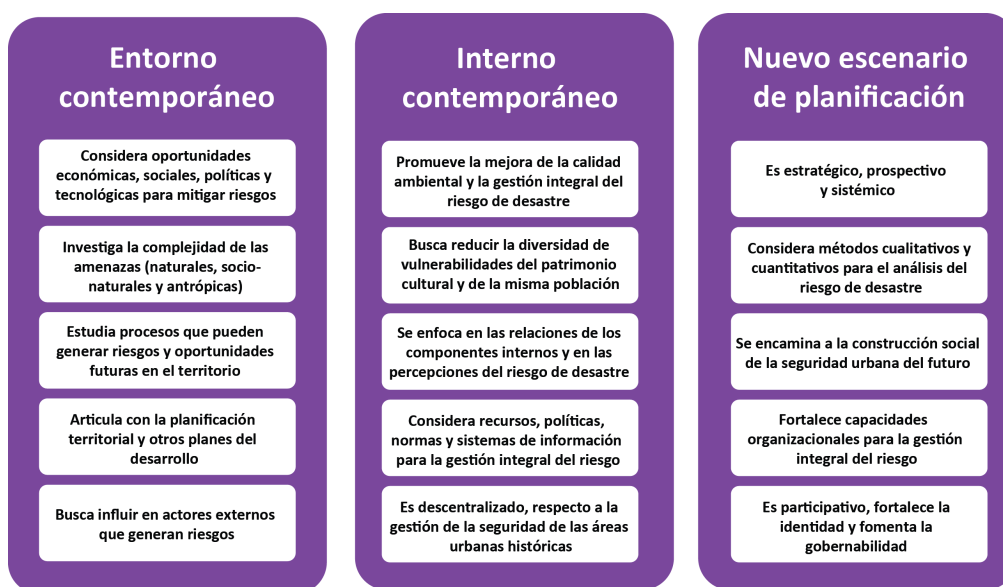 Entorno
contemporáneo
Considera oportunidades
económicas, sociales, políticas y
tecnológicas para mitigar riesgos
Investiga la complejidad de las
amenazas (naturales, socio-
naturales y antrópicas)
Estudia procesos que pueden
generar riesgos y oportunidades
futuras en el territorio
Articula con la planificación
territorial y otros planes del
desarrollo
Busca influir en actores externos
que generan riesgos
Interno
contemporáneo
Promueve la mejora de la calidad
ambiental y la gestión integral del
riesgo de desastre
Busca reducir la diversidad de
vulnerabilidades del patrimonio
cultural y de la misma población
Se enfoca en las relaciones de los
componentes internos y en las
percepciones del riesgo de desastre
Considera recursos, políticas,
normas y sistemas de información
para la gestión integral del riesgo
Es descentralizado, respecto a la
gestión de la seguridad de las áreas
urbanas históricas
Nuevo escenario
de planificación
Es estratégico, prospectivo
y sistémico
Considera métodos cualitativos y
cuantitativos para el análisis del
riesgo de desastre
Se encamina a la construcción social
de la seguridad urbana del futuro
Fortalece capacidades
organizacionales para la gestión
integral del riesgo
Es participativo, fortalece la
identidad y fomenta la
gobernabilidad